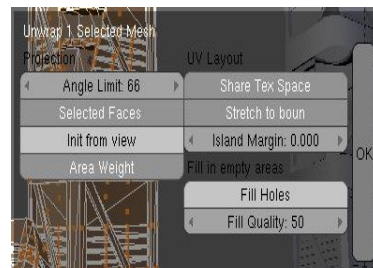 Unwrap 1 Selected Mesh
Projection
Angle Limit: 66
Selected Faces
Init from view
Area Weight
UV Layout
Share Tex Space
Stretch to boun
Island Margin: 0.000
Fill in empty areas
Fill Holes
Fill Quality: 50
OK